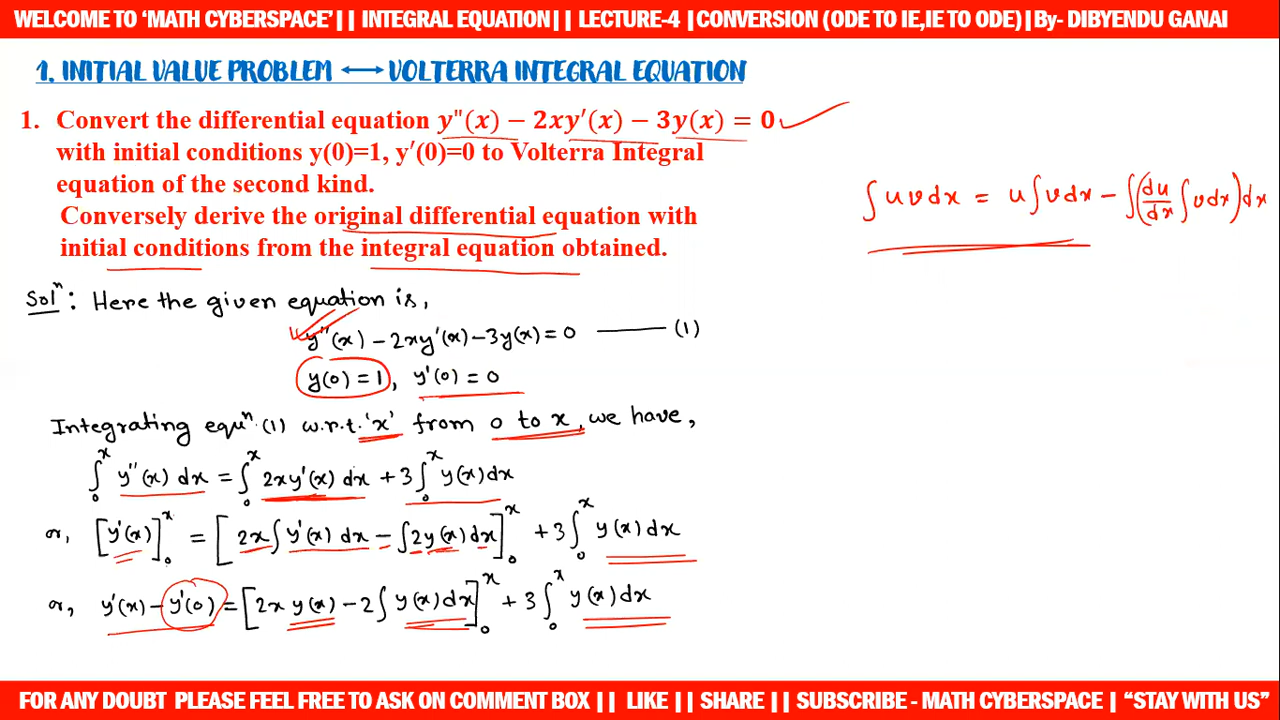 WELCOME TO ‘MATH CYBERSPACE’|| INTEGRAL EQUATION|| LECTURE-4 |CONVERSION (ODE TO IE,IE TO ODE)|By- DIBYENDU GANAI
1. INITIAL VALUE PROBLEM ⟷ VOLTERRA INTEGRAL EQUATION
1. Convert the differential equation y"(x) − 2xy′(x) − 3y(x) = 0
with initial conditions y(0)=1, y′(0)=0 to Volterra Integral
equation of the second kind.
Conversely derive the original differential equation with
initial conditions from the integral equation obtained.
∫ u v dx = u ∫ v dx − ∫ (du/dx ∫ v dx) dx
Solⁿ: Here the given equation is,
y''(x) − 2xy'(x) − 3y(x) = 0 ——— (1)
y(0) = 1, y'(0) = 0
Integrating equⁿ.(1) w.r.t. 'x' from 0 to x, we have,
∫₀ˣ y''(x) dx = ∫₀ˣ 2xy'(x) dx + 3∫₀ˣ y(x) dx
or, [y'(x)]₀ˣ = [2x ∫ y'(x) dx − ∫ 2y(x) dx]₀ˣ + 3∫₀ˣ y(x) dx
or, y'(x) − y'(0) = [2x y(x) − 2∫ y(x) dx]₀ˣ + 3∫₀ˣ y(x) dx
FOR ANY DOUBT PLEASE FEEL FREE TO ASK ON COMMENT BOX || LIKE || SHARE || SUBSCRIBE - MATH CYBERSPACE | “STAY WITH US”